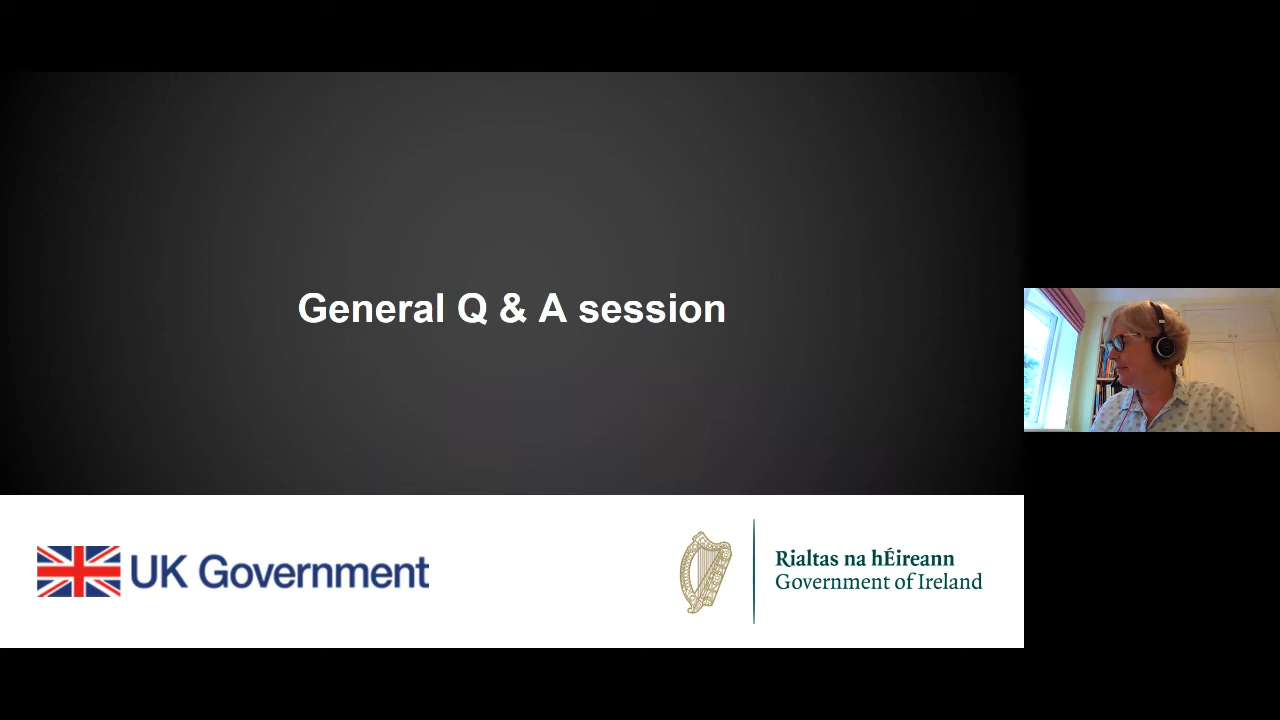 General Q & A session
UK Government
Rialtas na hÉireann
Government of Ireland